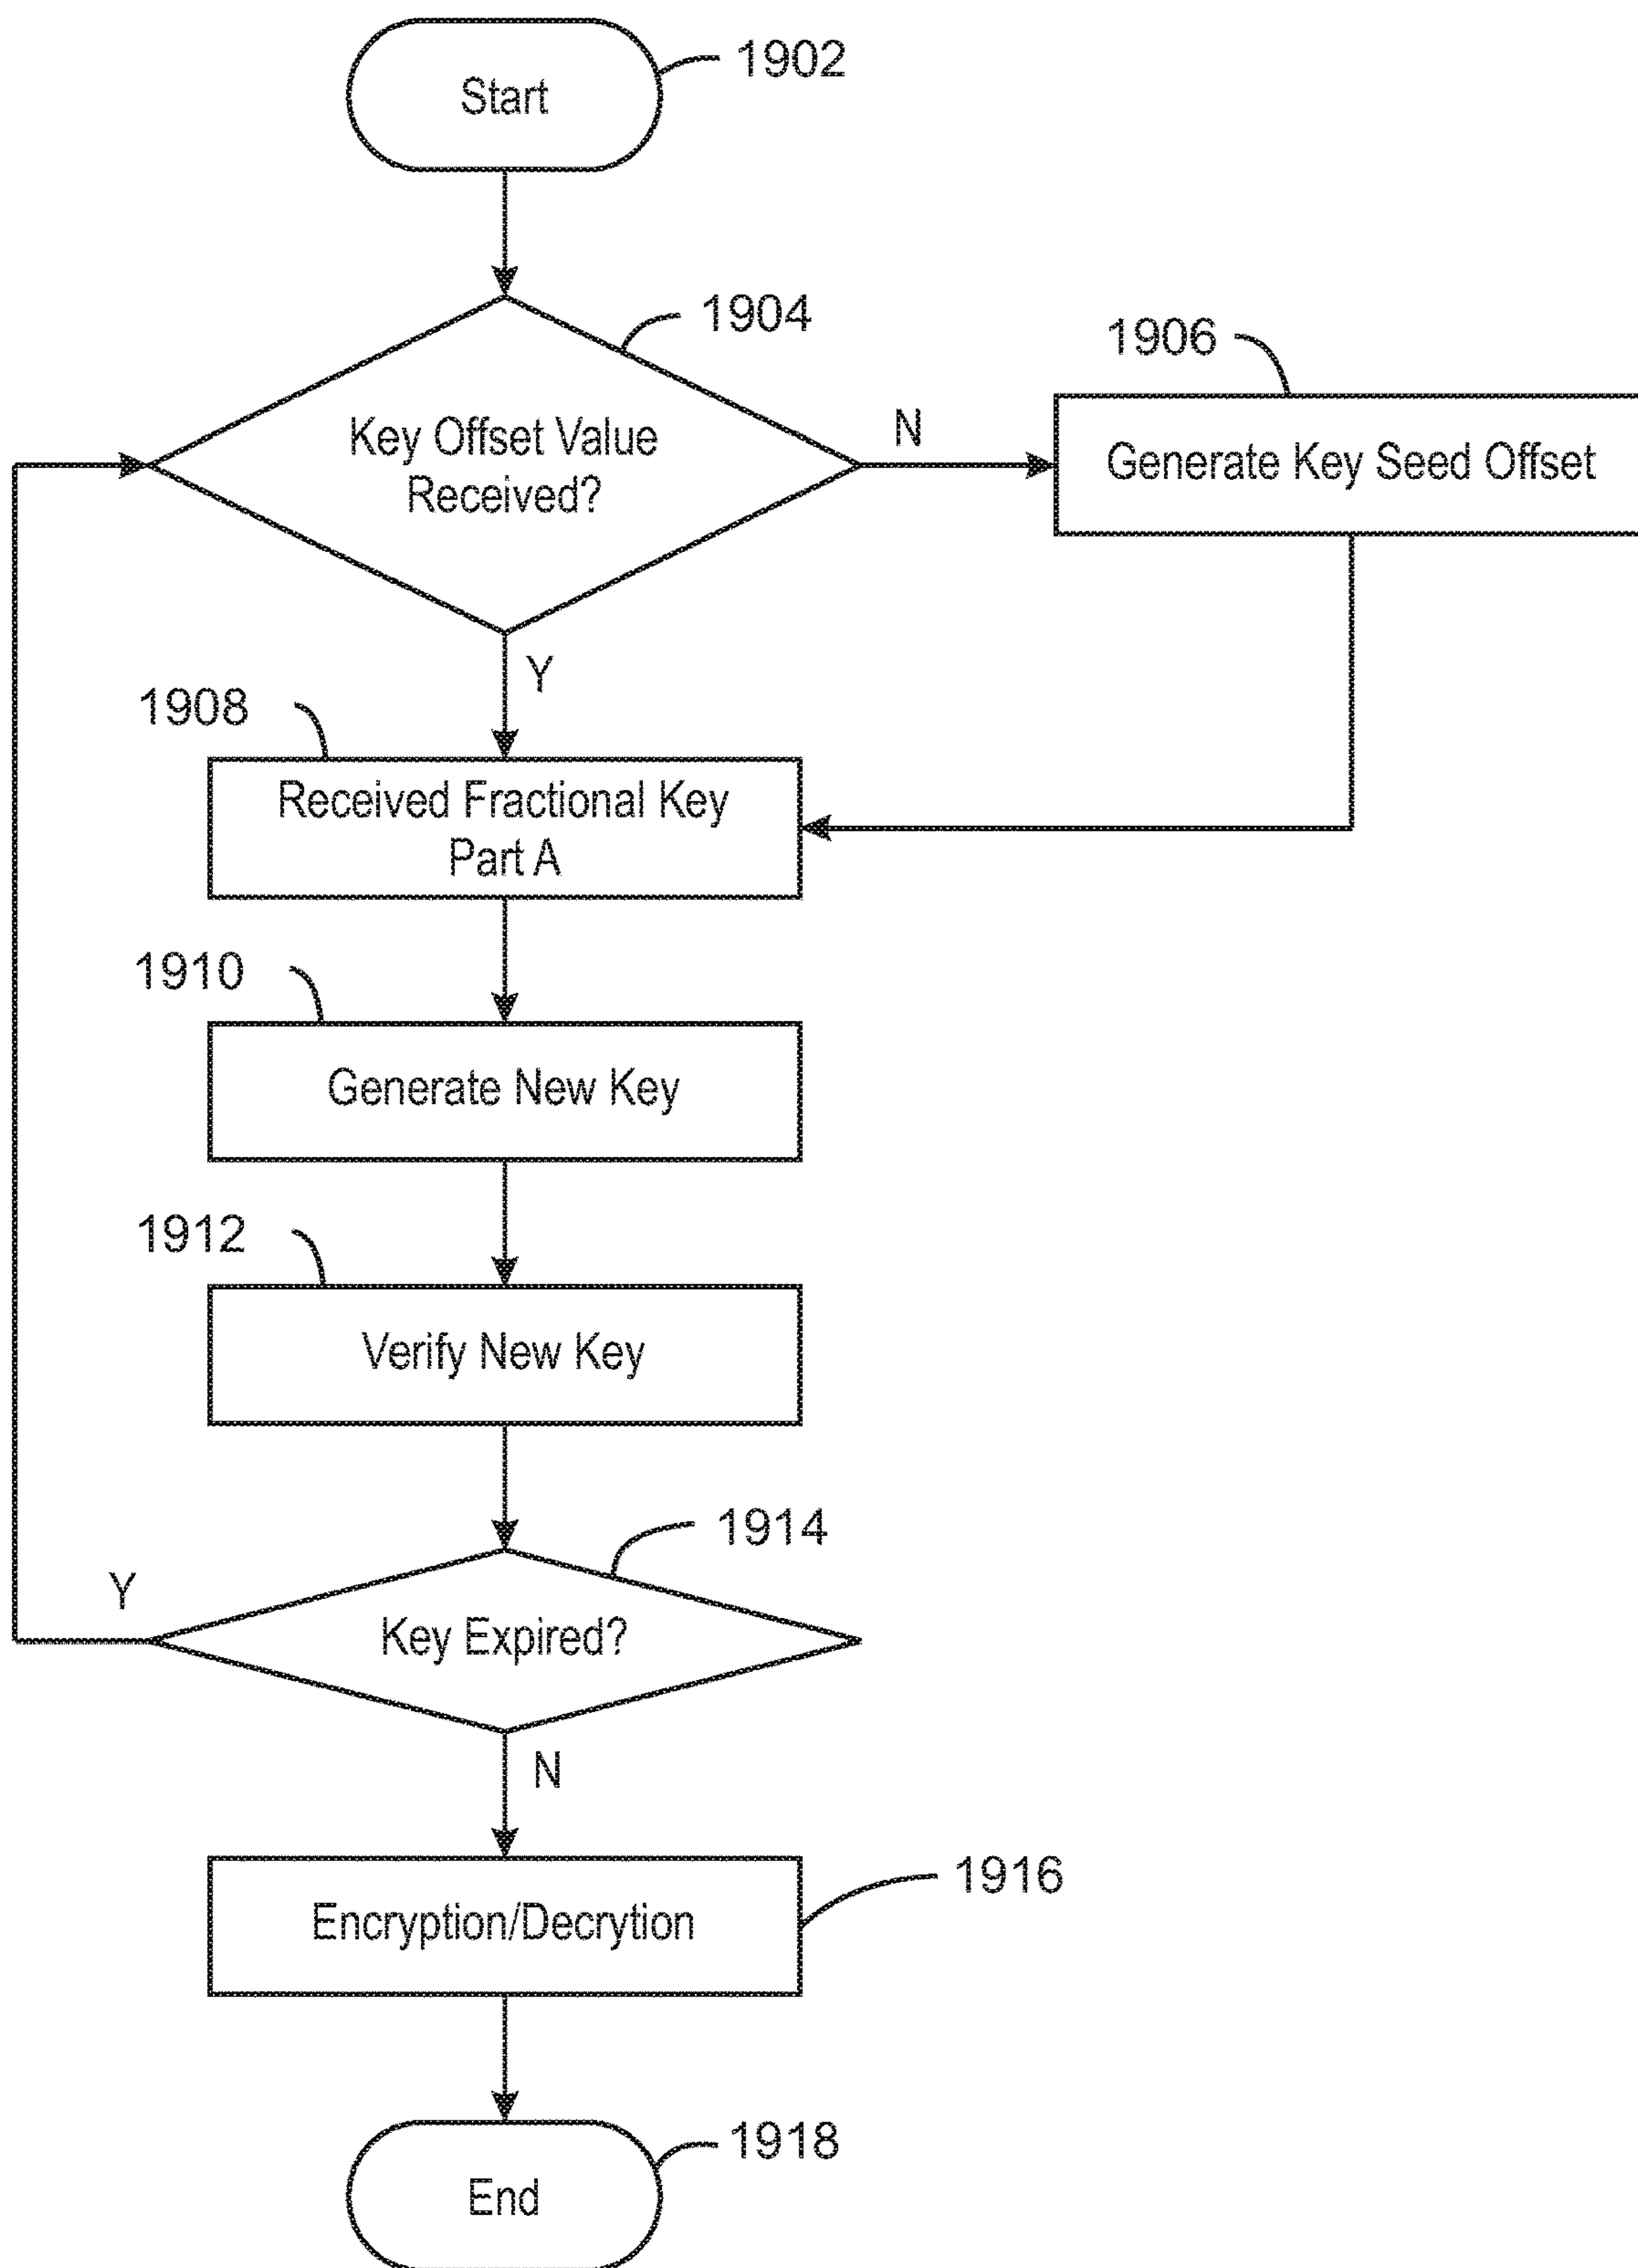 Start
1902
1904
Key Offset Value
Received?
N
1906
Generate Key Seed Offset
Y
1908
Received Fractional Key
Part A
1910
Generate New Key
1912
Verify New Key
1914
Y
Key Expired?
N
1916
Encryption/Decrytion
1918
End